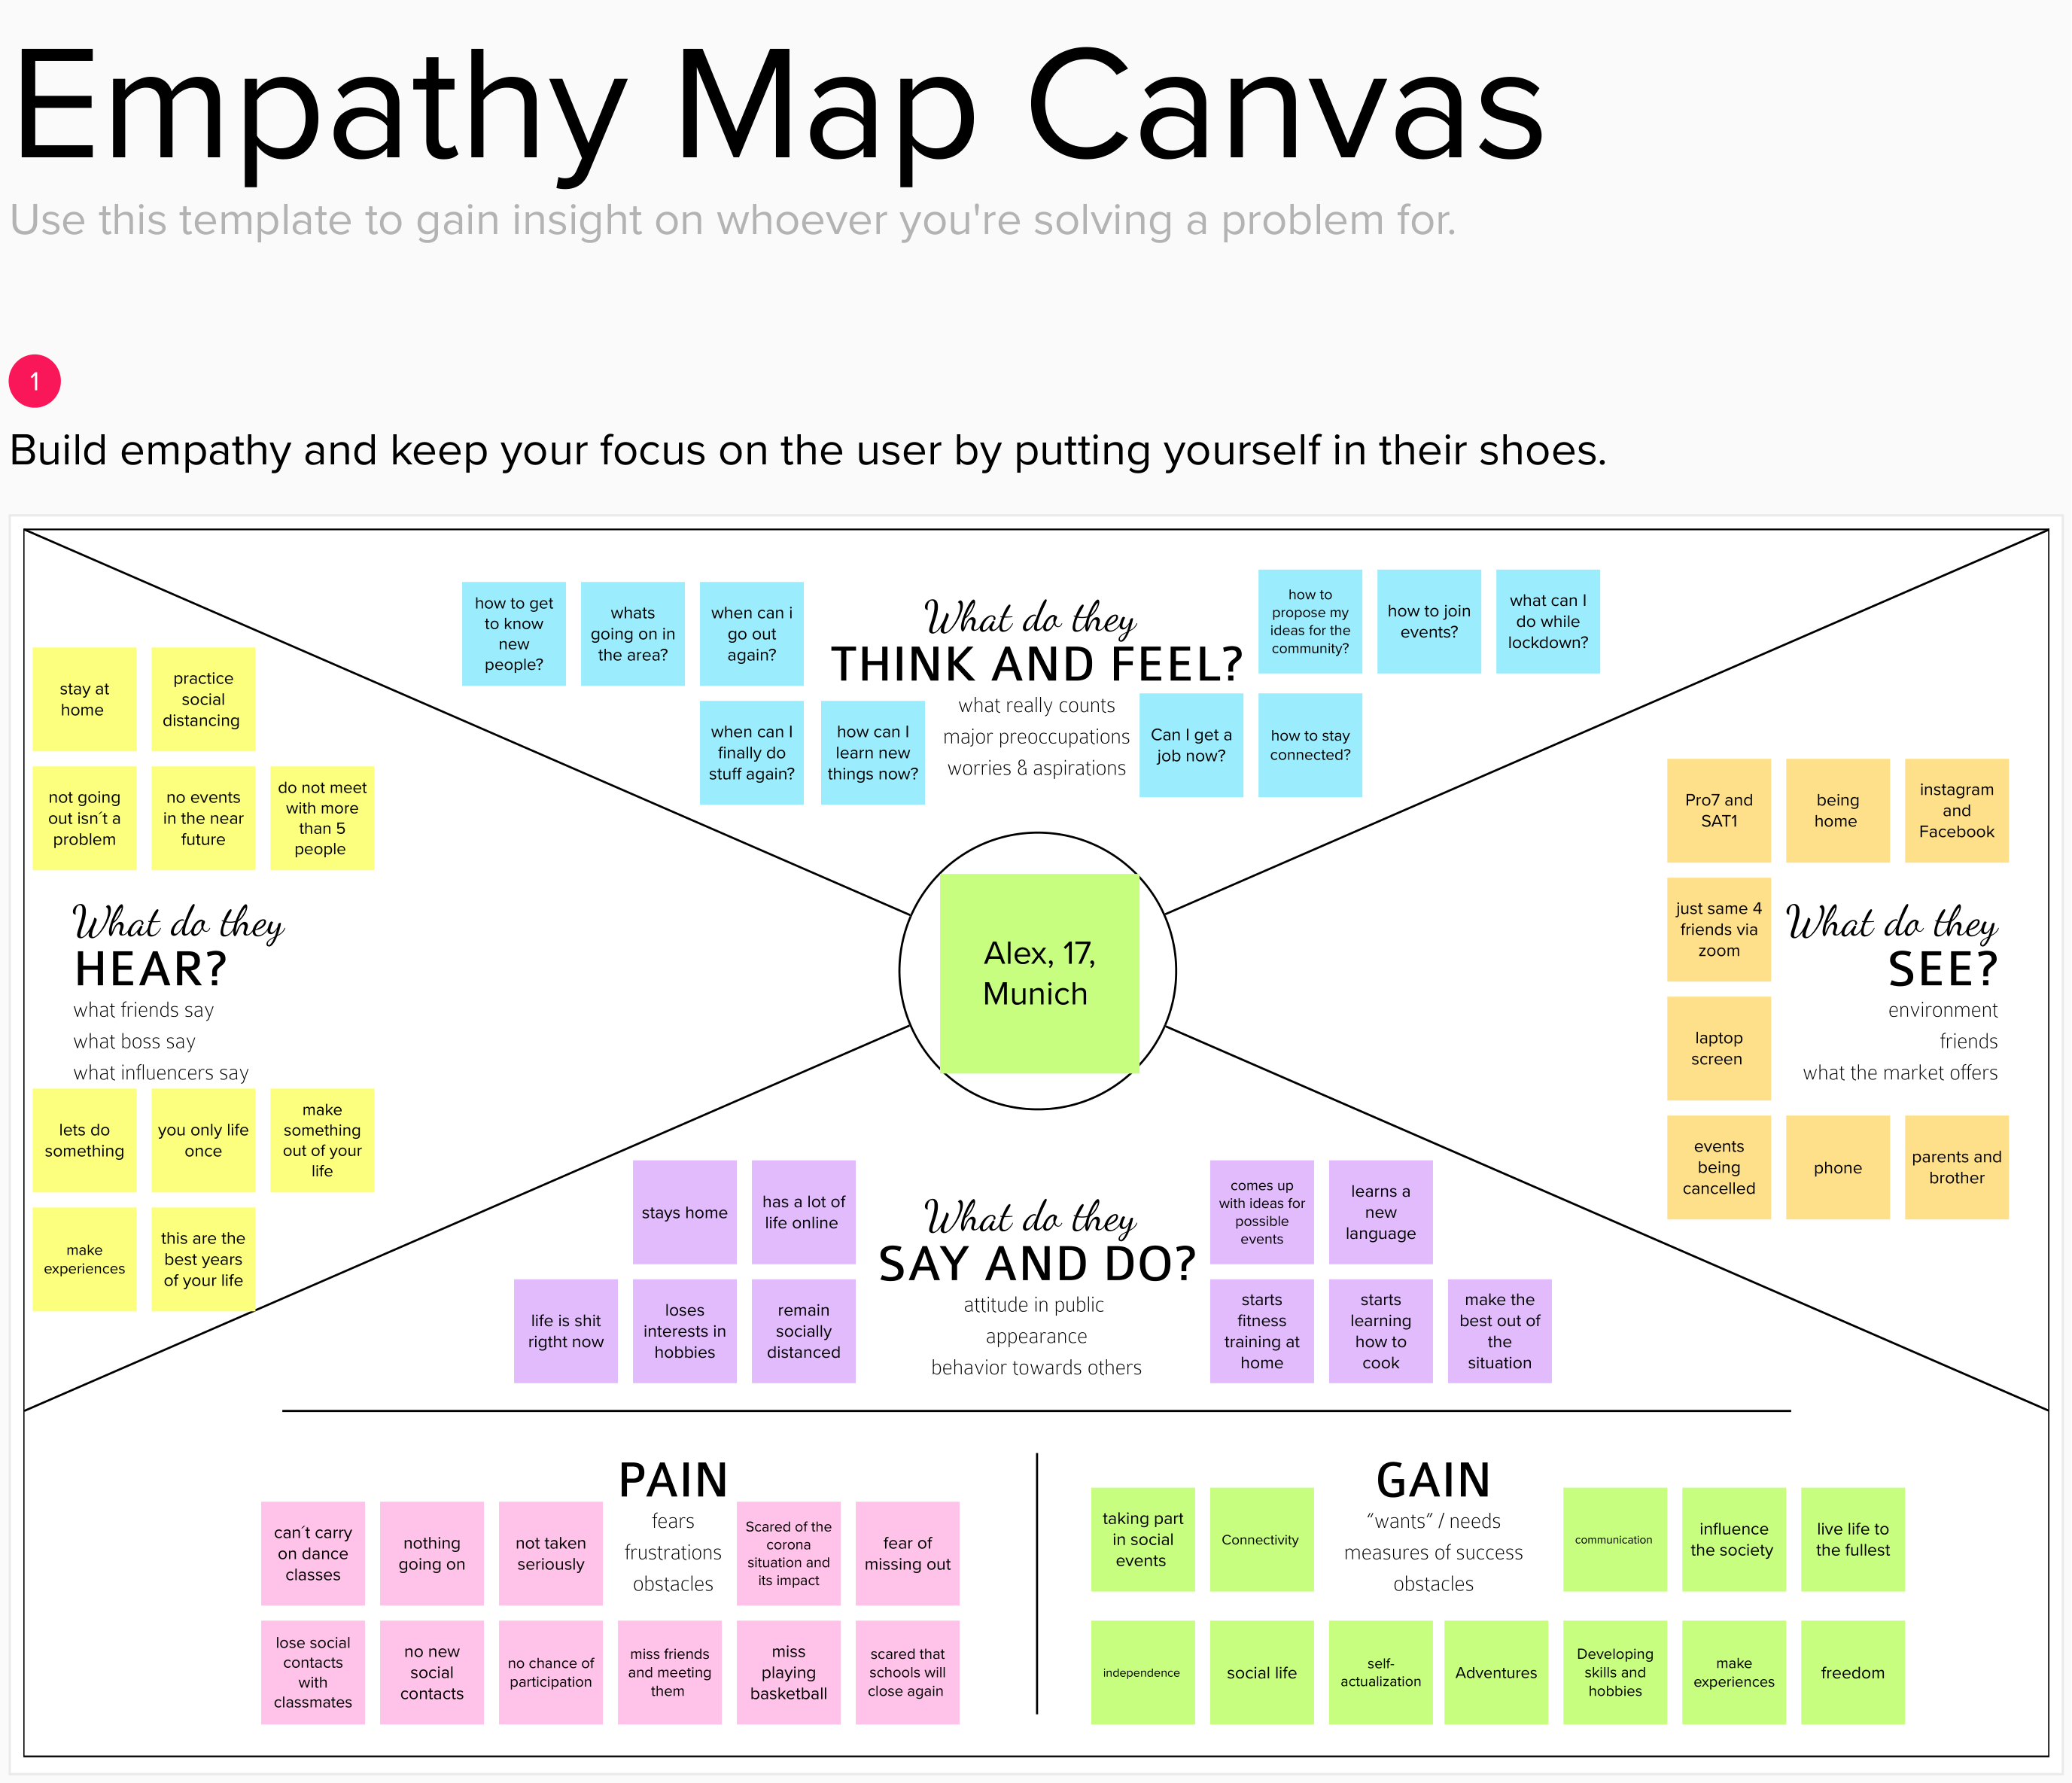 Empathy Map Canvas
Use this template to gain insight on whoever you're solving a problem for.
1
Build empathy and keep your focus on the user by putting yourself in their shoes.
how to get
to know
new
people?
whats
going on in
the area?
when can i
go out
again?
when can I
finally do
stuff again?
how can I
learn new
things now?
What do they
THINK AND FEEL?
what really counts
major preoccupations
worries & aspirations
how to
propose my
ideas for the
community?
how to join
events?
what can I
do while
lockdown?
Can I get a
job now?
how to stay
connected?
stay at
home
practice
social
distancing
not going
out isn´t a
problem
no events
in the near
future
do not meet
with more
than 5
people
What do they
HEAR?
what friends say
what boss say
what influencers say
lets do
something
you only life
once
make
something
out of your
life
make
experiences
this are the
best years
of your life
Alex, 17,
Munich
Pro7 and
SAT1
being
home
instagram
and
Facebook
just same 4
friends via
zoom
What do they
SEE?
environment
friends
what the market offers
laptop
screen
events
being
cancelled
phone
parents and
brother
stays home
has a lot of
life online
life is shit
rigtht now
loses
interests in
hobbies
remain
socially
distanced
What do they
SAY AND DO?
attitude in public
appearance
behavior towards others
comes up
with ideas for
possible
events
learns a
new
language
starts
fitness
training at
home
starts
learning
how to
cook
make the
best out of
the
situation
PAIN
fears
frustrations
obstacles
can´t carry
on dance
classes
nothing
going on
not taken
seriously
Scared of the
corona
situation and
its impact
fear of
missing out
lose social
contacts
with
classmates
no new
social
contacts
no chance of
participation
miss friends
and meeting
them
miss
playing
basketball
scared that
schools will
close again
GAIN
“wants” / needs
measures of success
obstacles
taking part
in social
events
Connectivity
communication
influence
the society
live life to
the fullest
independence
social life
self-
actualization
Adventures
Developing
skills and
hobbies
make
experiences
freedom